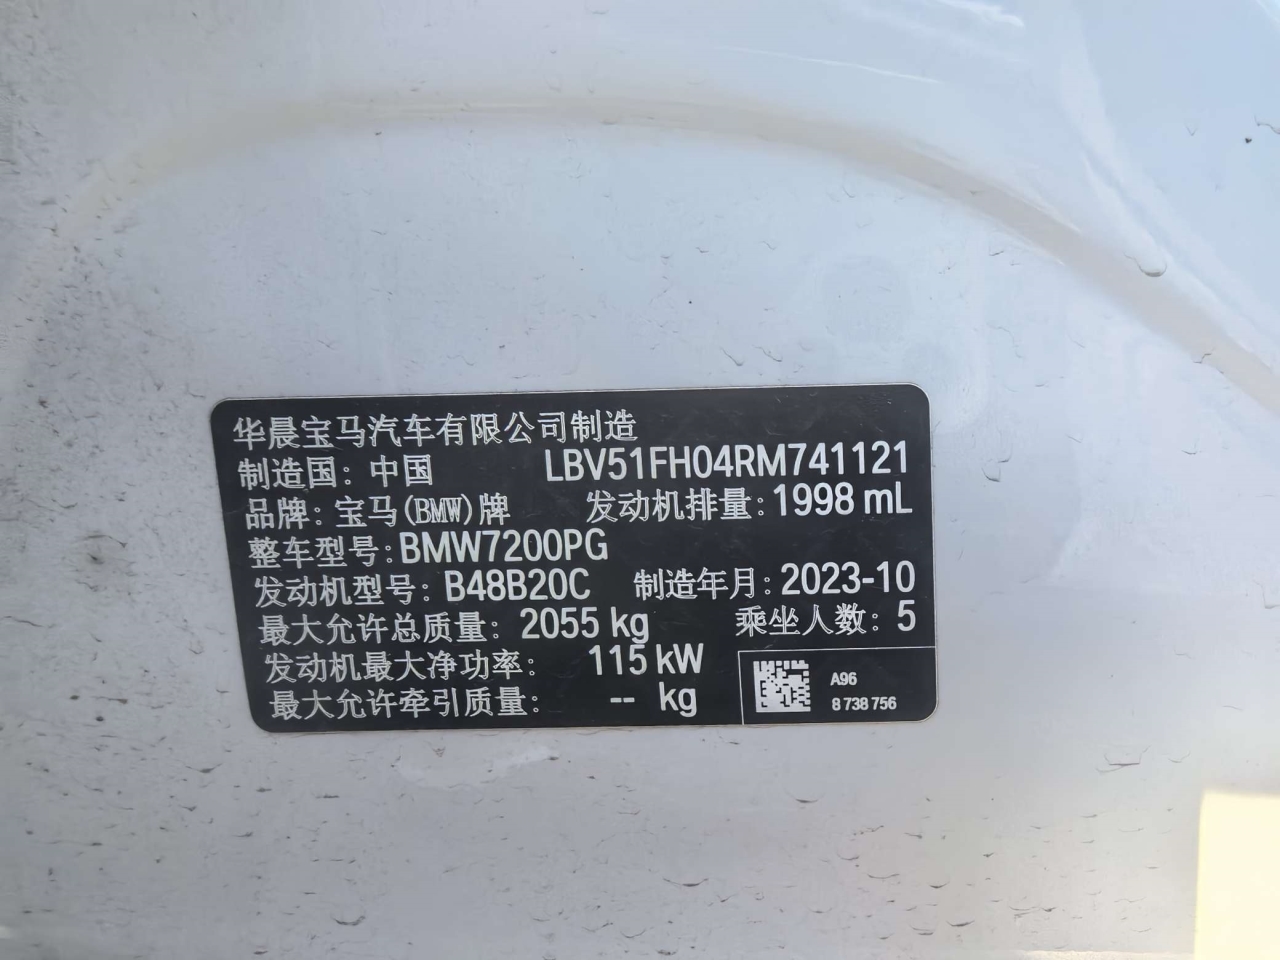 华晨宝马汽车有限公司制造
制造国：中国 LBV51FH04RM741121
品牌：宝马(BMW)牌 发动机排量：1998 mL
整车型号：BMW7200PG
发动机型号：B48B20C 制造年月：2023-10
最大允许总质量：2055 kg 乘坐人数：5
发动机最大净功率：115 kW
最大允许牵引质量：-- kg
A96
8 738 756